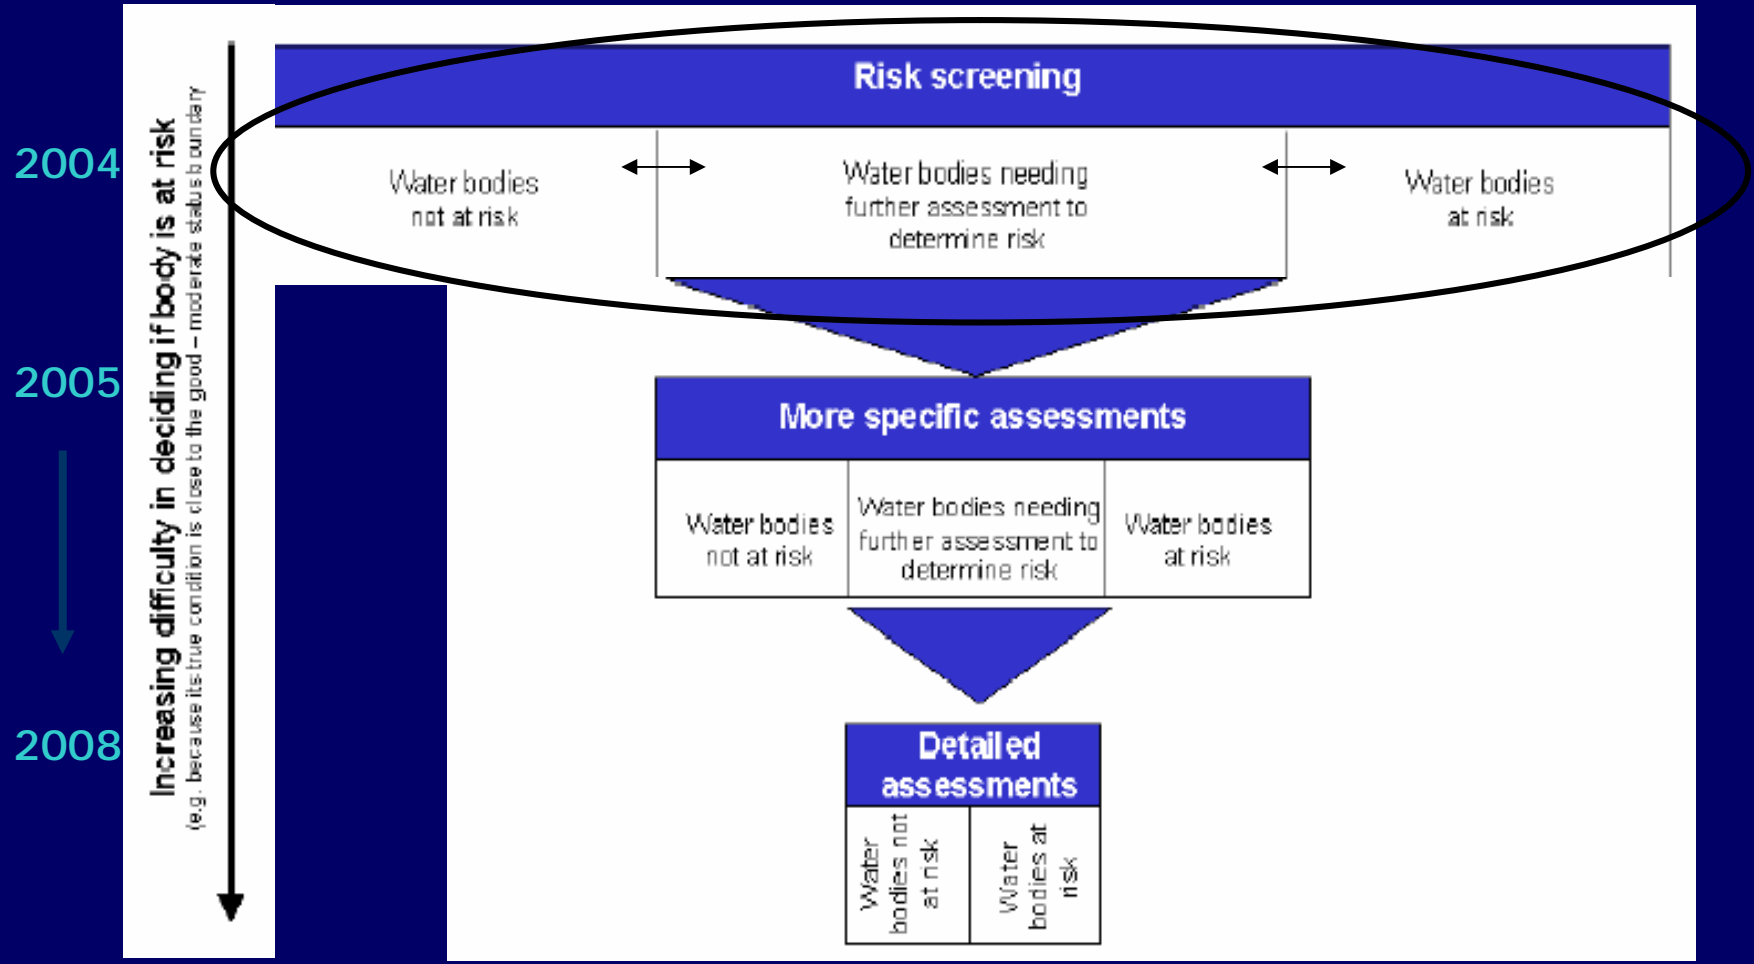 2004
2005
2008
Increasing difficulty in deciding if body is at risk
(e.g. because its true condition is close to the good – moderate status boundary
Risk screening
Water bodies
not at risk
Water bodies needing
further assessment to
determine risk
Water bodies
at risk
More specific assessments
Water bodies
not at risk
Water bodies needing
further assessment to
determine risk
Water bodies
at risk
Detailed
assessments
Water
bodies not
at risk
Water
bodies at
risk